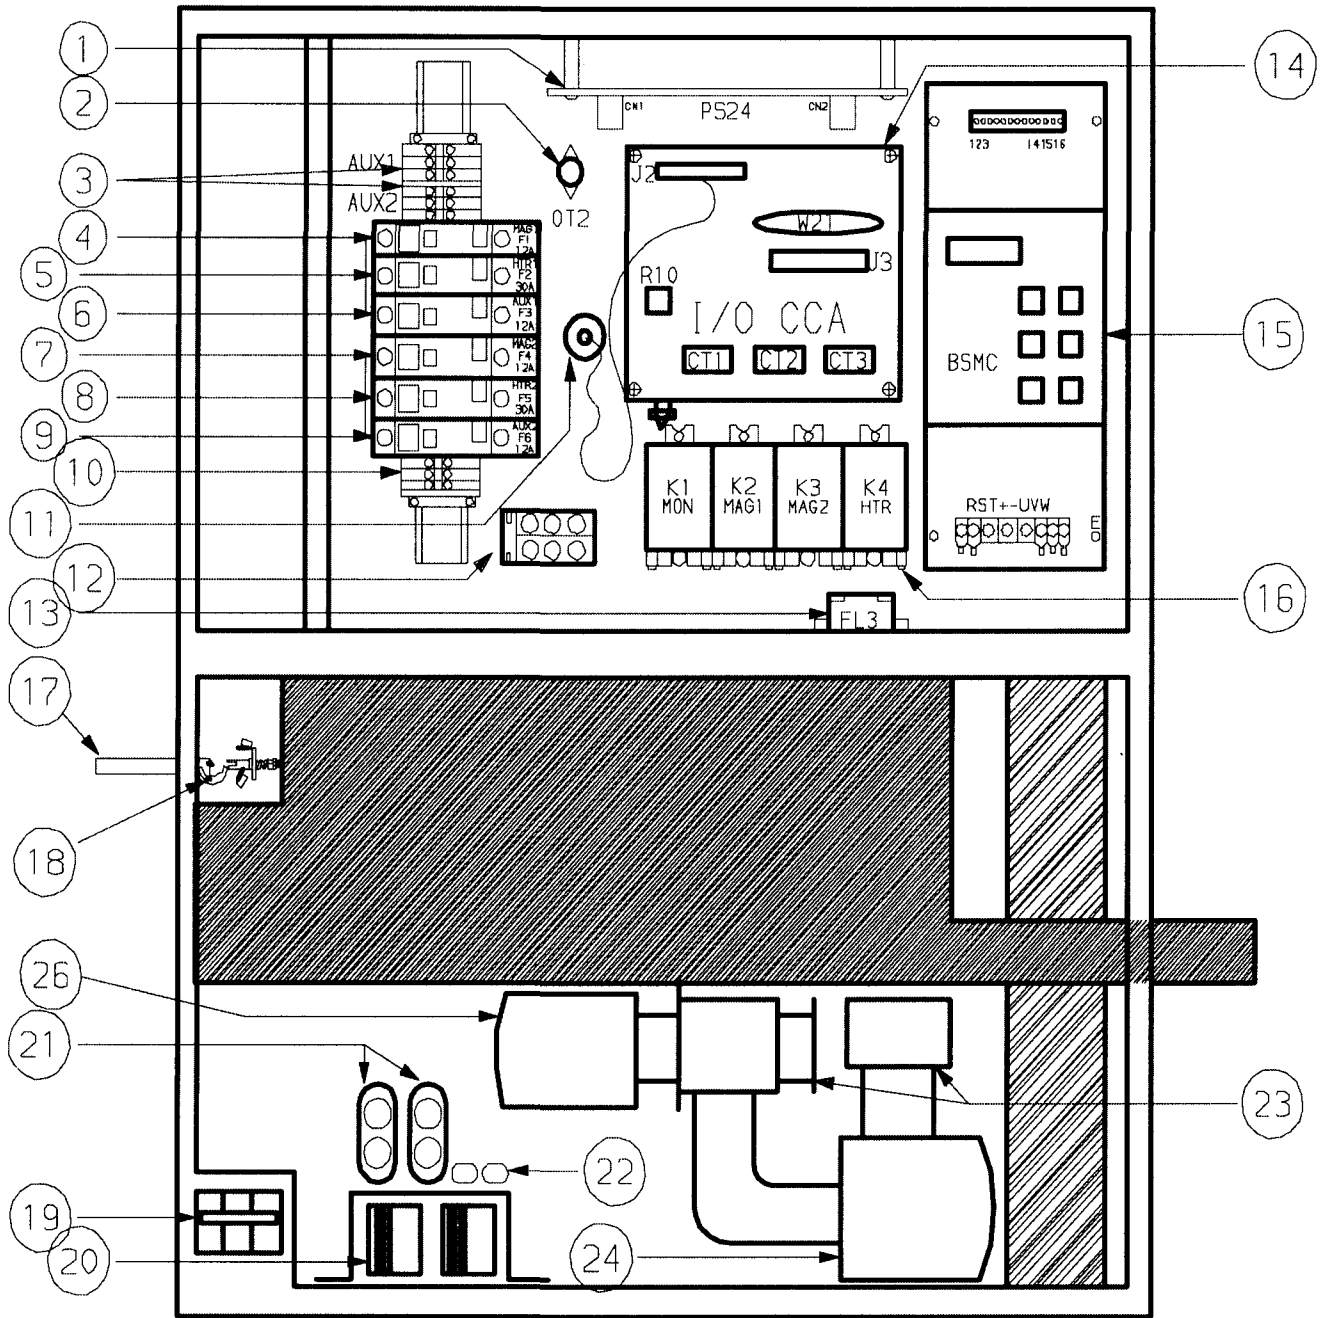 1
2
3
4
5
6
7
8
9
10
11
12
13
14
15
16
17
18
19
20
21
22
23
24
26
CN1
PS24
CN2
AUX1
AUX2
OT2
MAG1
F1
12A
HTR1
F2
30A
AUX1
F3
12A
MAG2
F4
12A
HTR2
F5
30A
AUX2
F6
12A
J2
W21
J3
R10
I/O CCA
CT1
CT2
CT3
K1
MON
K2
MAG1
K3
MAG2
K4
HTR
FL3
123
141516
BSMC
RST+-UVW
E